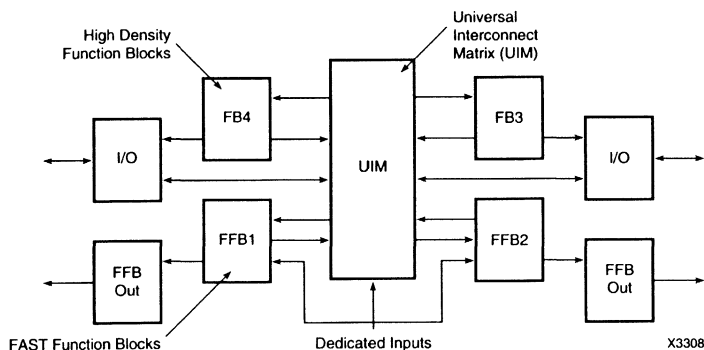 High Density
Function Blocks
Universal
Interconnect
Matrix (UIM)
FB4
FB3
I/O
UIM
I/O
FFB1
FFB2
FFB
Out
FFB
Out
FAST Function Blocks
Dedicated Inputs
X3308